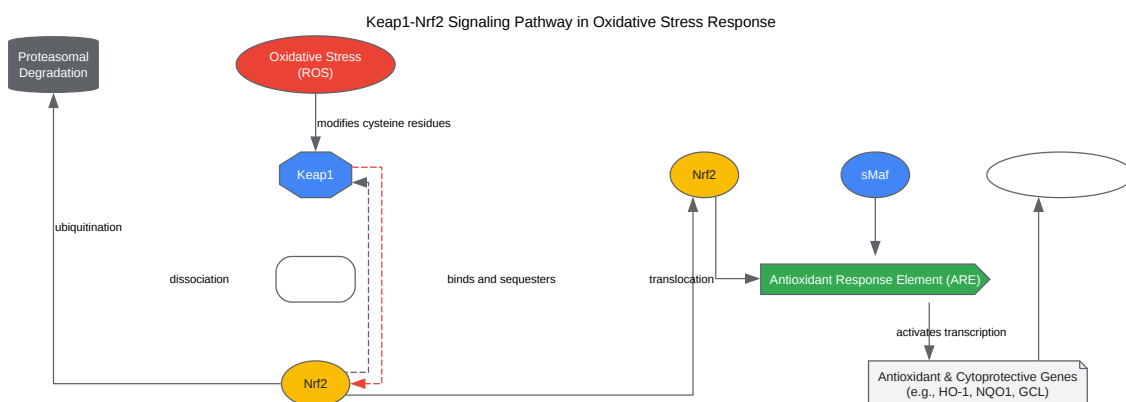 Keap1-Nrf2 Signaling Pathway in Oxidative Stress Response
Proteasomal
Degradation
Oxidative Stress
(ROS)
modifies cysteine residues
Keap1
Nrf2
sMaf
ubiquitination
dissociation
binds and sequesters
translocation
Antioxidant Response Element (ARE)
activates transcription
Nrf2
Antioxidant & Cytoprotective Genes
(e.g., HO-1, NQO1, GCL)